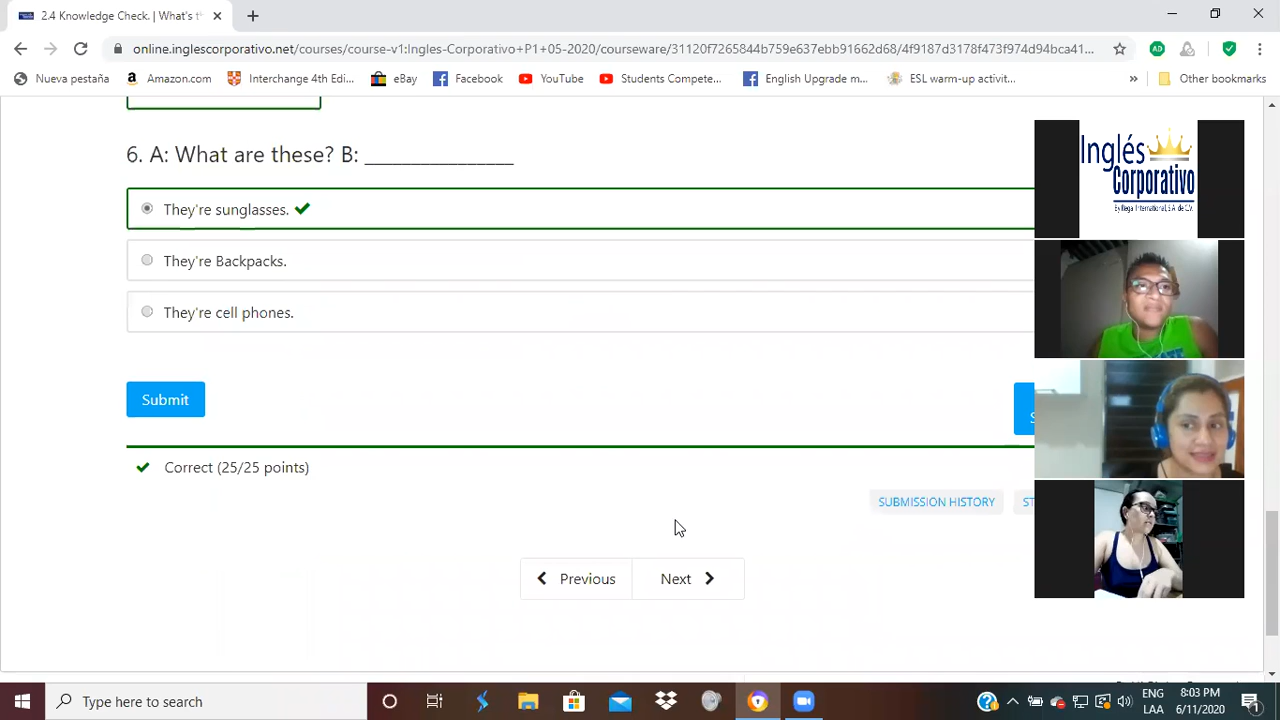 2.4 Knowledge Check. | What's t
online.inglescorporativo.net/courses/course-v1:Ingles-Corporativo+P1+05-2020/courseware/31120f7265844b759e637ebb91662d68/4f9187d3178f473f974d94bca41...
Nueva pestaña
Amazon.com
Interchange 4th Edi...
eBay
Facebook
YouTube
Students Compete...
English Upgrade m...
ESL warm-up activit...
»
Other bookmarks
6. A: What are these? B: _______________
They're sunglasses.
They're Backpacks.
They're cell phones.
Submit
S
Correct (25/25 points)
SUBMISSION HISTORY
ST
Previous
Next
Inglés
Corporativo
Type here to search
ENG
LAA
8:03 PM
6/11/2020
1